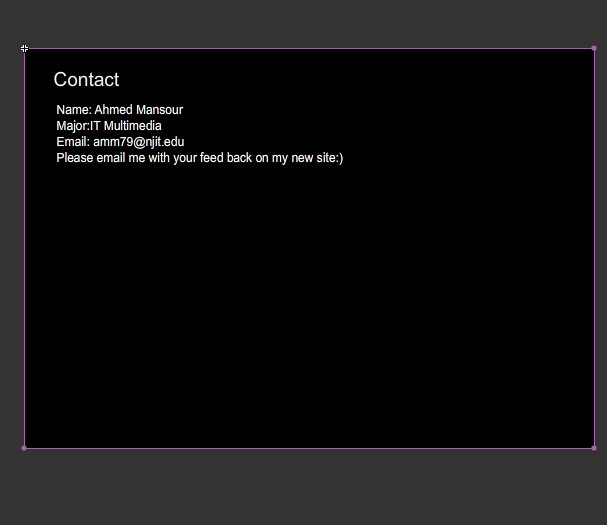 Contact
Name: Ahmed Mansour
Major:IT Multimedia
Email: amm79@njit.edu
Please email me with your feed back on my new site:)